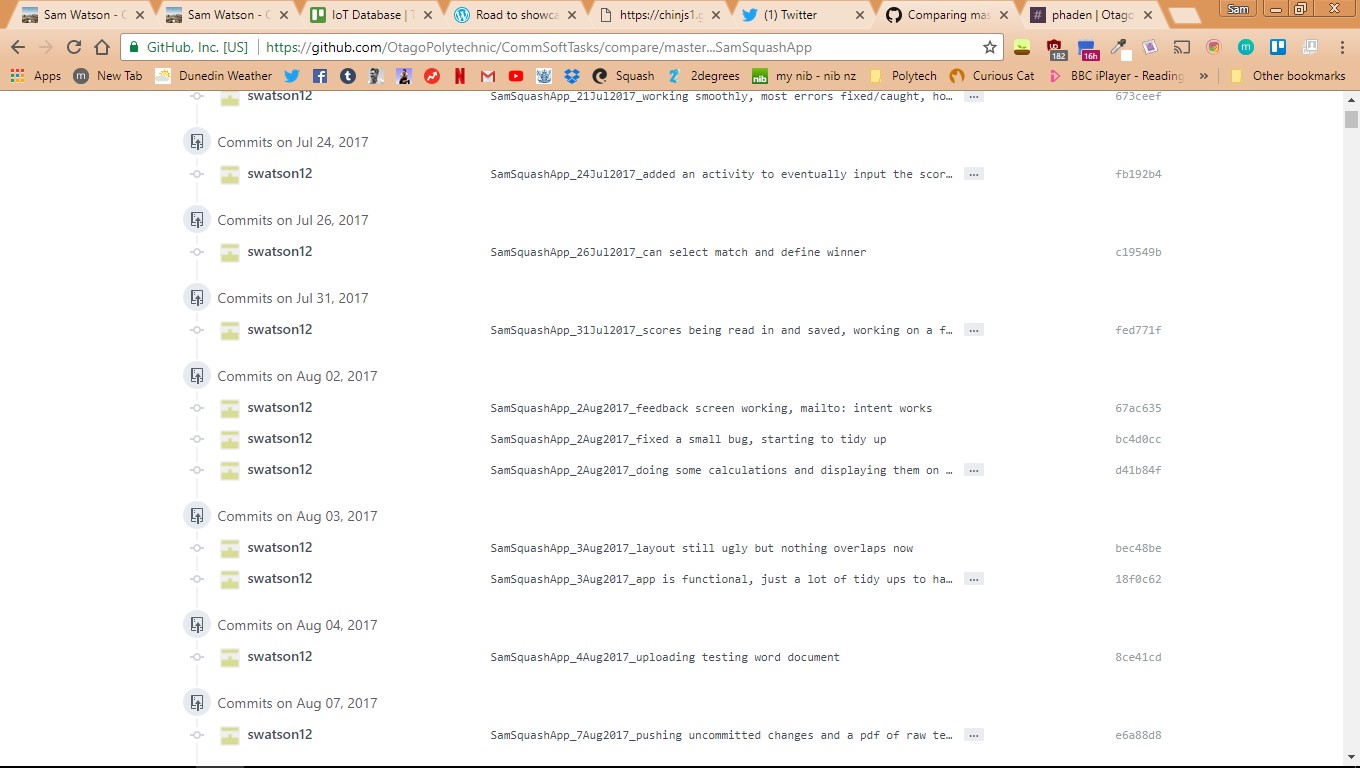 Sam Watson - C
Sam Watson - C
IoT Database | T
Road to showca
https://chinjs1.g
(1) Twitter
Comparing mas
phaden | Otago
Sam
GitHub, Inc. [US]
https://github.com/OtagoPolytechnic/CommSoftTasks/compare/master...SamSquashApp
182
16h
Apps
New Tab
Dunedin Weather
Squash
2degrees
my nib - nib nz
Polytech
Curious Cat
BBC iPlayer - Reading
»
Other bookmarks
swatson12 SamSquashApp_21Jul2017_working smoothly, most errors fixed/caught, ho… … 673ceef
Commits on Jul 24, 2017
swatson12 SamSquashApp_24Jul2017_added an activity to eventually input the scor… … fb192b4
Commits on Jul 26, 2017
swatson12 SamSquashApp_26Jul2017_can select match and define winner c19549b
Commits on Jul 31, 2017
swatson12 SamSquashApp_31Jul2017_scores being read in and saved, working on a f… … fed771f
Commits on Aug 02, 2017
swatson12 SamSquashApp_2Aug2017_feedback screen working, mailto: intent works 67ac635
swatson12 SamSquashApp_2Aug2017_fixed a small bug, starting to tidy up bc4d0cc
swatson12 SamSquashApp_2Aug2017_doing some calculations and displaying them on … … d41b84f
Commits on Aug 03, 2017
swatson12 SamSquashApp_3Aug2017_layout still ugly but nothing overlaps now bec48be
swatson12 SamSquashApp_3Aug2017_app is functional, just a lot of tidy ups to ha… … 18f0c62
Commits on Aug 04, 2017
swatson12 SamSquashApp_4Aug2017_uploading testing word document 8ce41cd
Commits on Aug 07, 2017
swatson12 SamSquashApp_7Aug2017_pushing uncommitted changes and a pdf of raw te… … e6a88d8